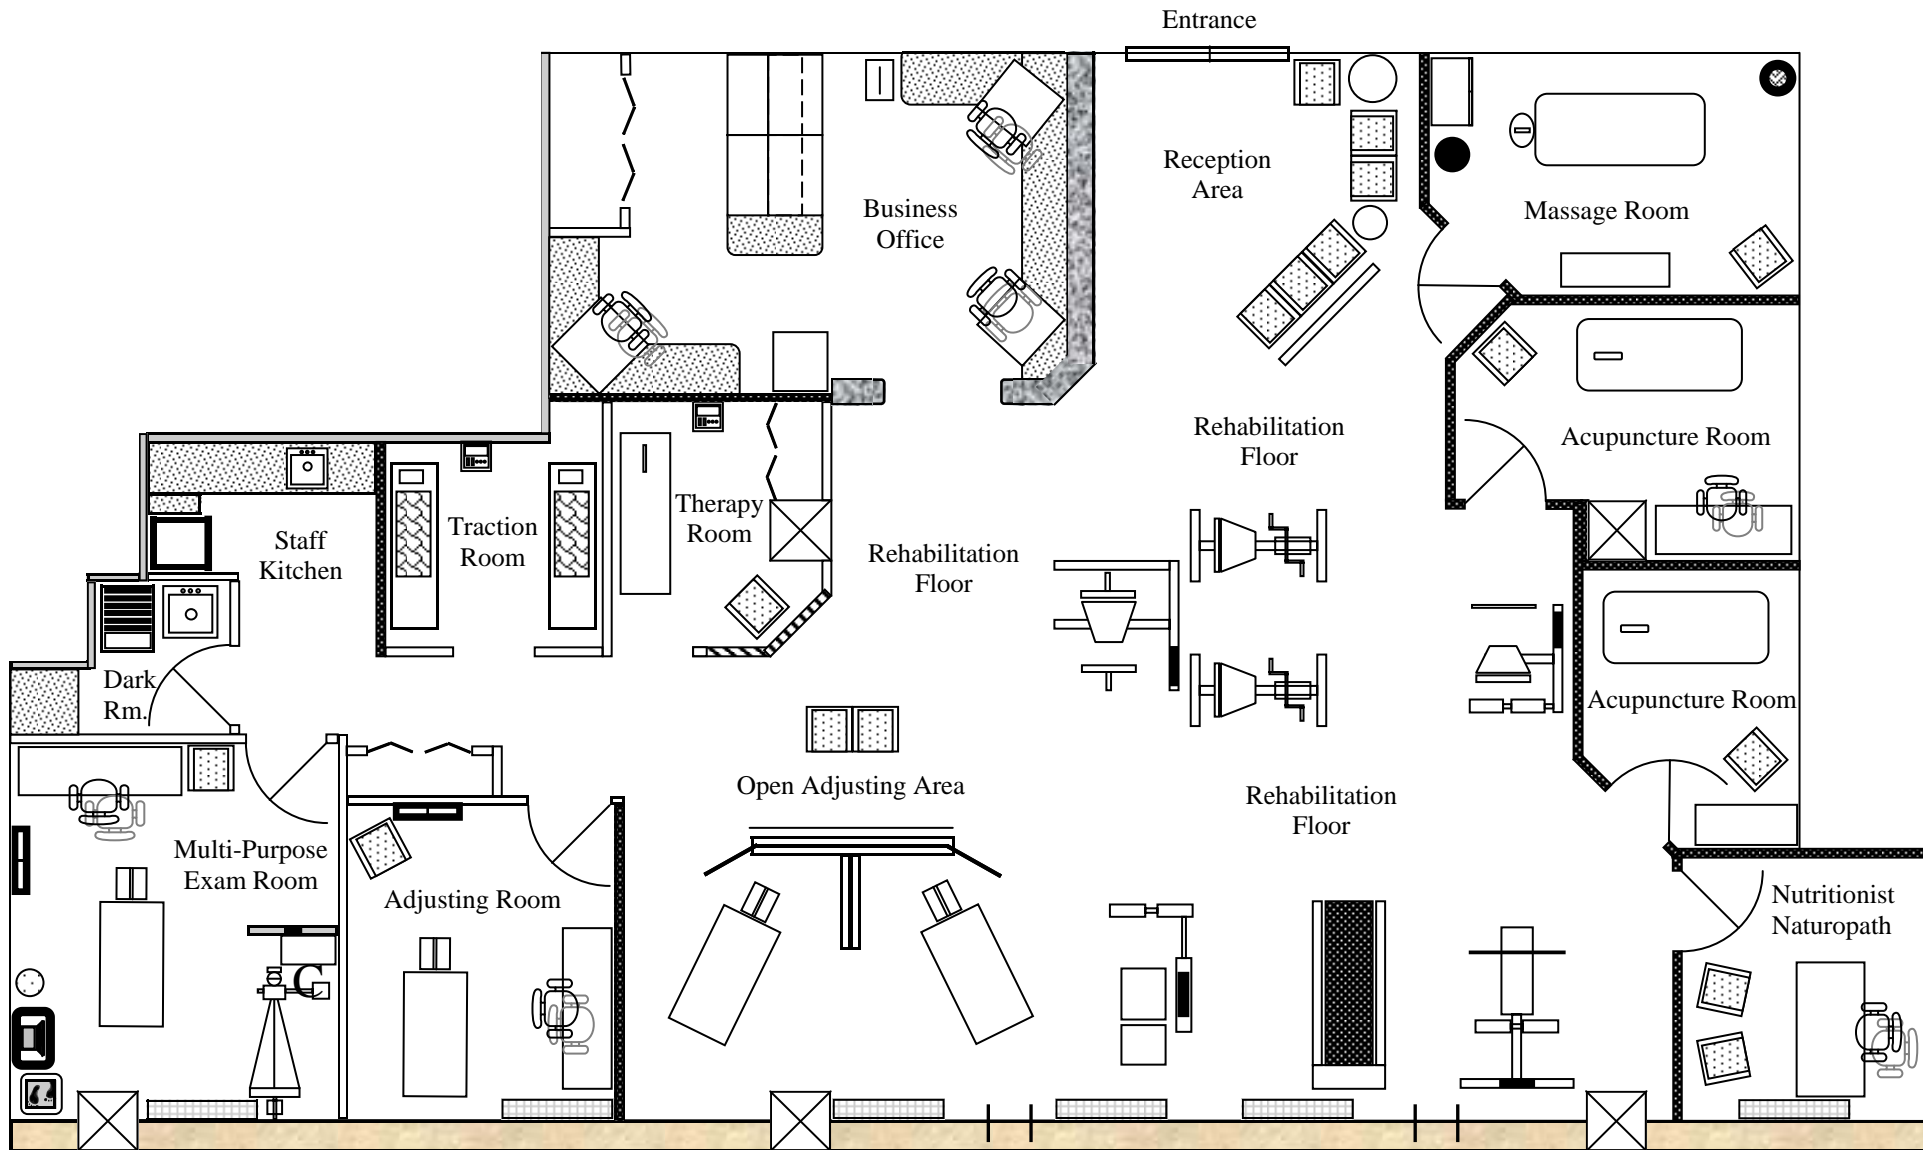 Entrance
Reception
Area
Business
Office
Massage Room
Rehabilitation
Floor
Acupuncture Room
Therapy
Room
Traction
Room
Staff
Kitchen
Rehabilitation
Floor
Dark
Rm.
Acupuncture Room
Open Adjusting Area
Rehabilitation
Floor
Multi-Purpose
Exam Room
Adjusting Room
Nutritionist
Naturopath
C